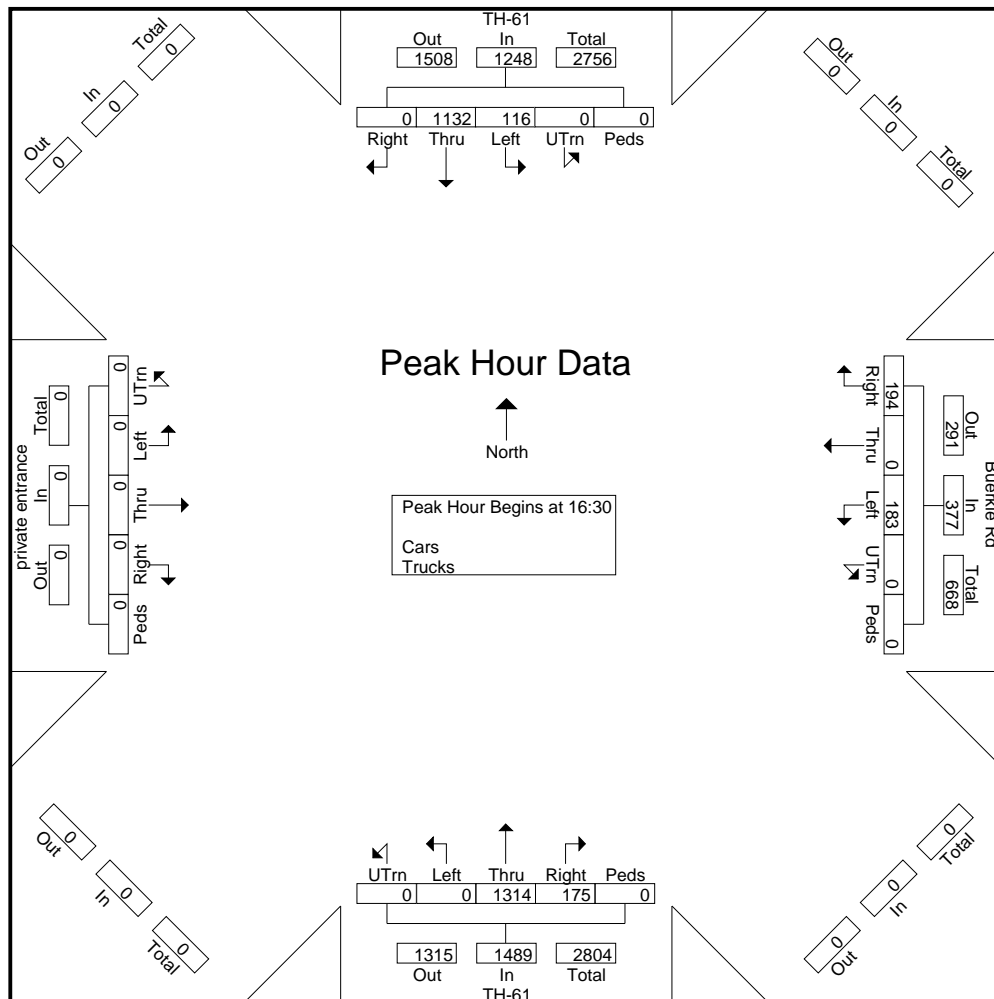 TH-61
Out In Total
1508 1248 2756
0 1132 116 0 0
Right Thru Left UTrn Peds
Total
0
In
0
Out
0
Out
0
In
0
Total
0
Peak Hour Data
North
Peak Hour Begins at 16:30
Cars
Trucks
private entrance
Out In Total
0 0 0
0 0 0 0 0
Peds Right Thru Left UTrn
Buerkle Rd
Out In Total
291 377 668
194 0 183 0 0
Right Thru Left UTrn Peds
Out
0
In
0
Total
0
Total
0
In
0
Out
0
UTrn Left Thru Right Peds
0 0 1314 175 0
1315 1489 2804
Out In Total
TH-61